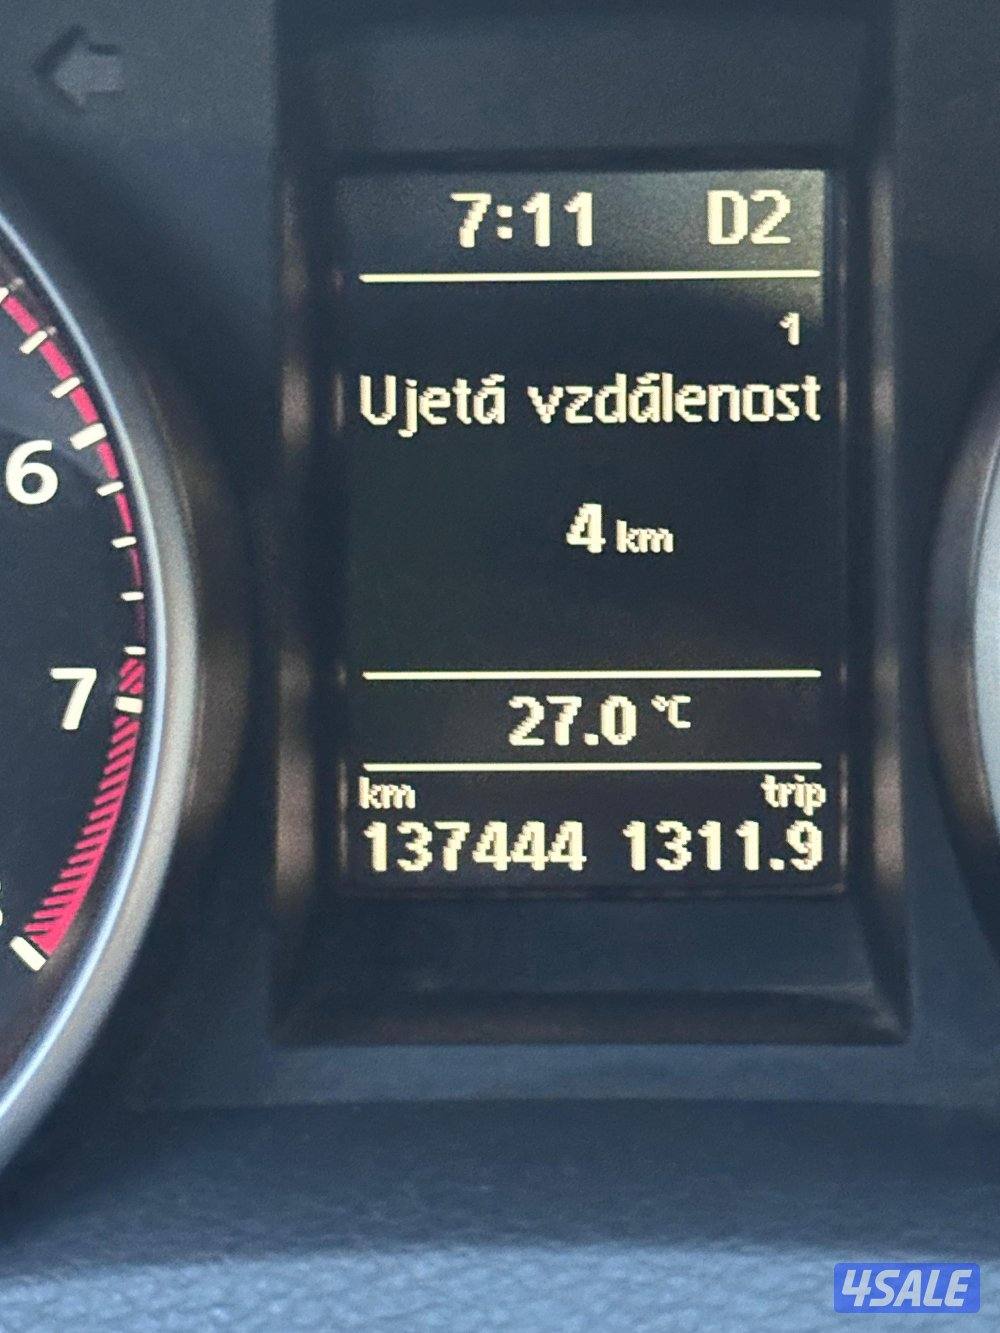 7:11 D2
1
Ujetá vzdálenost
4 km
27.0 °C
km trip
137444 1311.9
6
7
4SALE